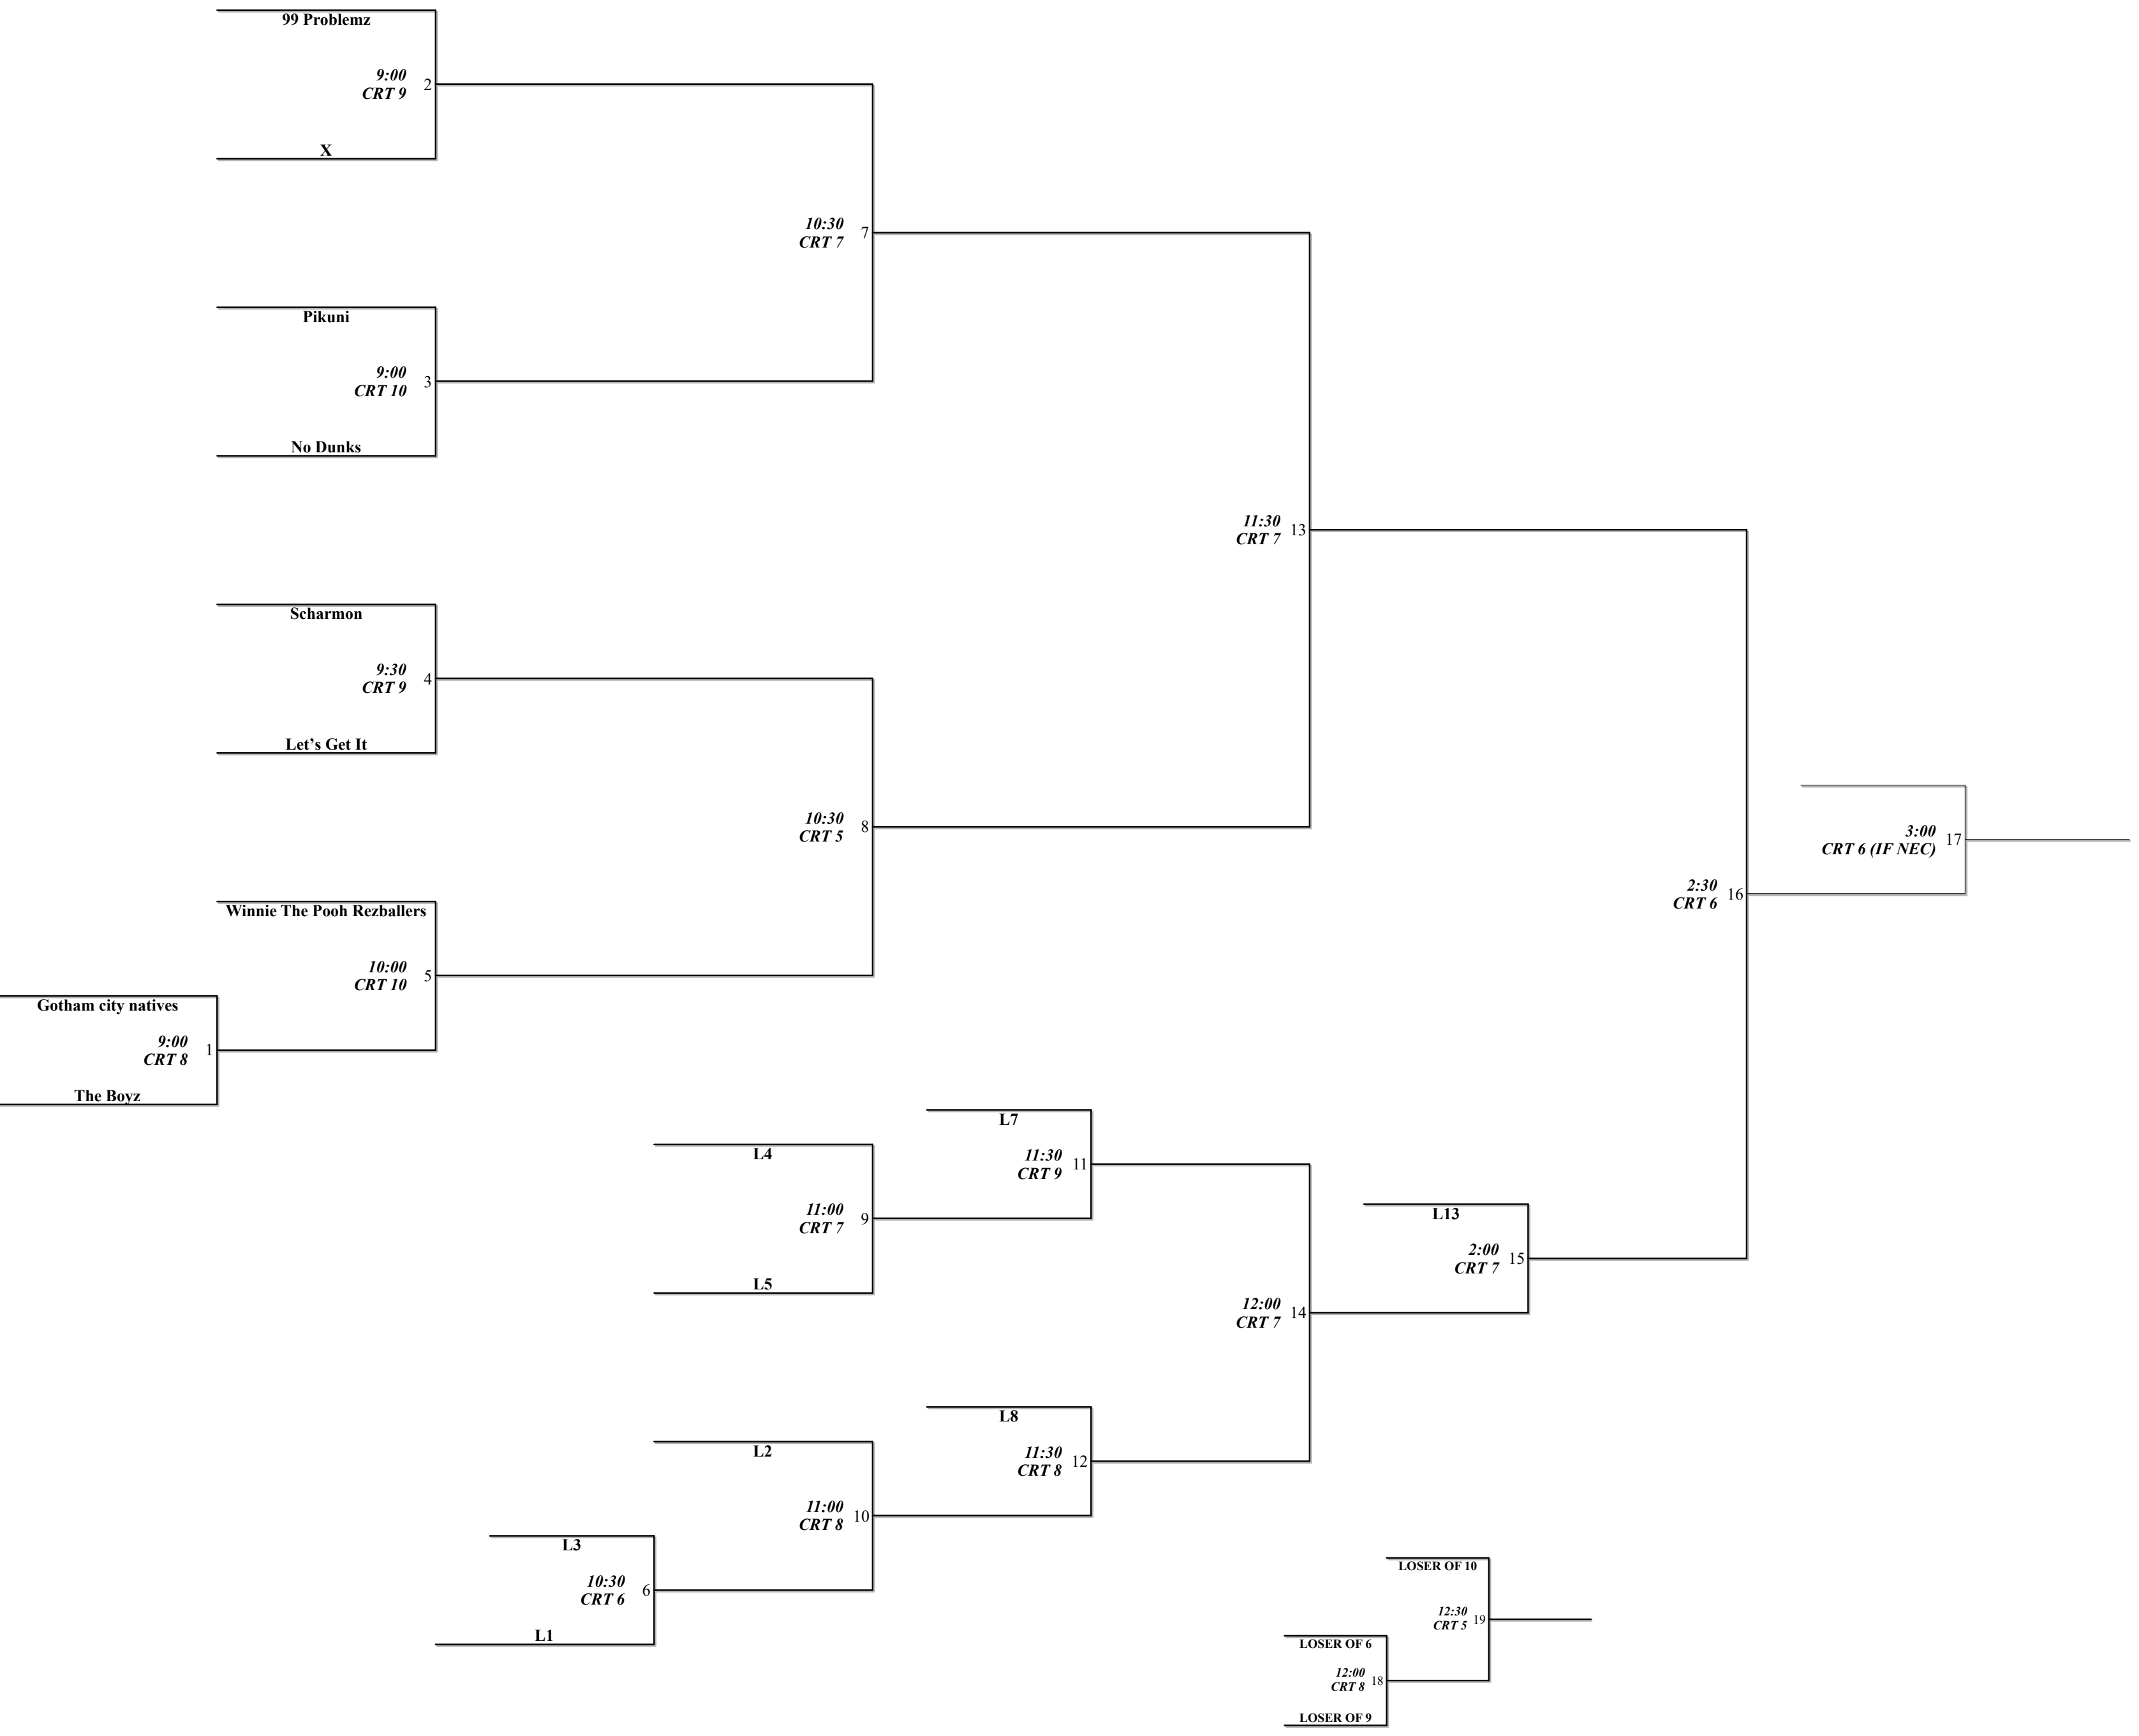 99 Problemz
9:00
CRT 9
2
X
10:30
CRT 7
7
Pikuni
9:00
CRT 10
3
No Dunks
11:30
CRT 7
13
Scharmon
9:30
CRT 9
4
Let’s Get It
10:30
CRT 5
8
3:00
CRT 6 (IF NEC)
17
2:30
CRT 6
16
Winnie The Pooh Rezballers
10:00
CRT 10
5
Gotham city natives
9:00
CRT 8
1
The Boyz
L7
11:30
CRT 9
11
L4
11:00
CRT 7
9
L5
L13
2:00
CRT 7
15
12:00
CRT 7
14
L8
11:30
CRT 8
12
L2
11:00
CRT 8
10
L3
10:30
CRT 6
6
L1
LOSER OF 10
12:30
CRT 5
19
LOSER OF 6
12:00
CRT 8
18
LOSER OF 9